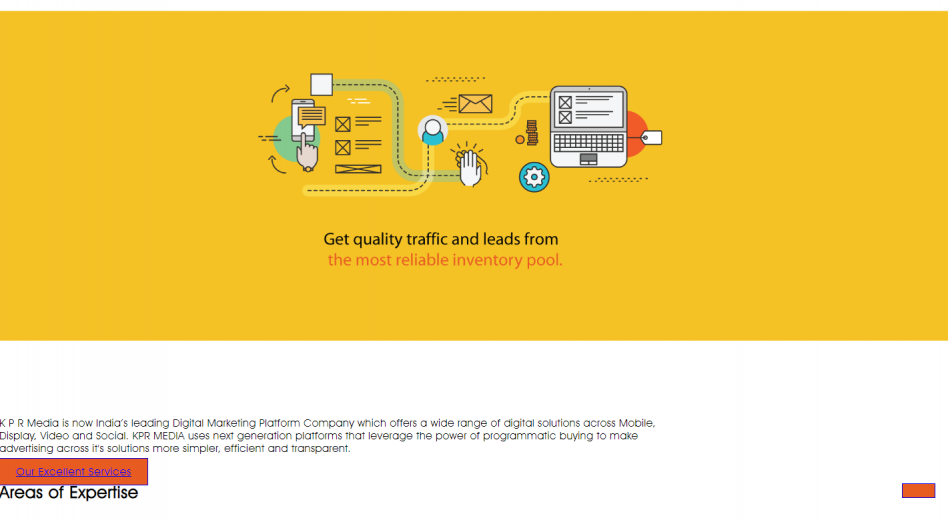 Get quality traffic and leads from
the most reliable inventory pool.
K P R Media is now India's leading Digital Marketing Platform Company which offers a wide range of digital solutions across Mobile,
Display, Video and Social. KPR MEDIA uses next generation platforms that leverage the power of programmatic buying to make
advertising across it's solutions more simpler, efficient and transparent.
Our Excellent Services
Areas of Expertise